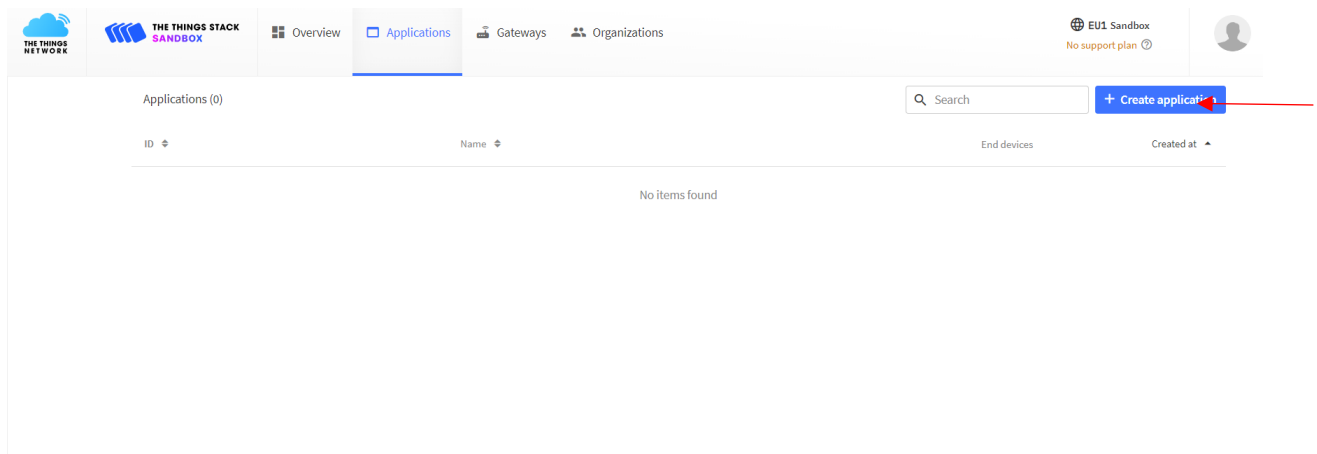 THE THINGS
NETWORK
THE THINGS STACK
SANDBOX
Overview
Applications
Gateways
Organizations
EU1 Sandbox
No support plan
Applications (0)
Search
+ Create application
ID
Name
End devices
Created at
No items found